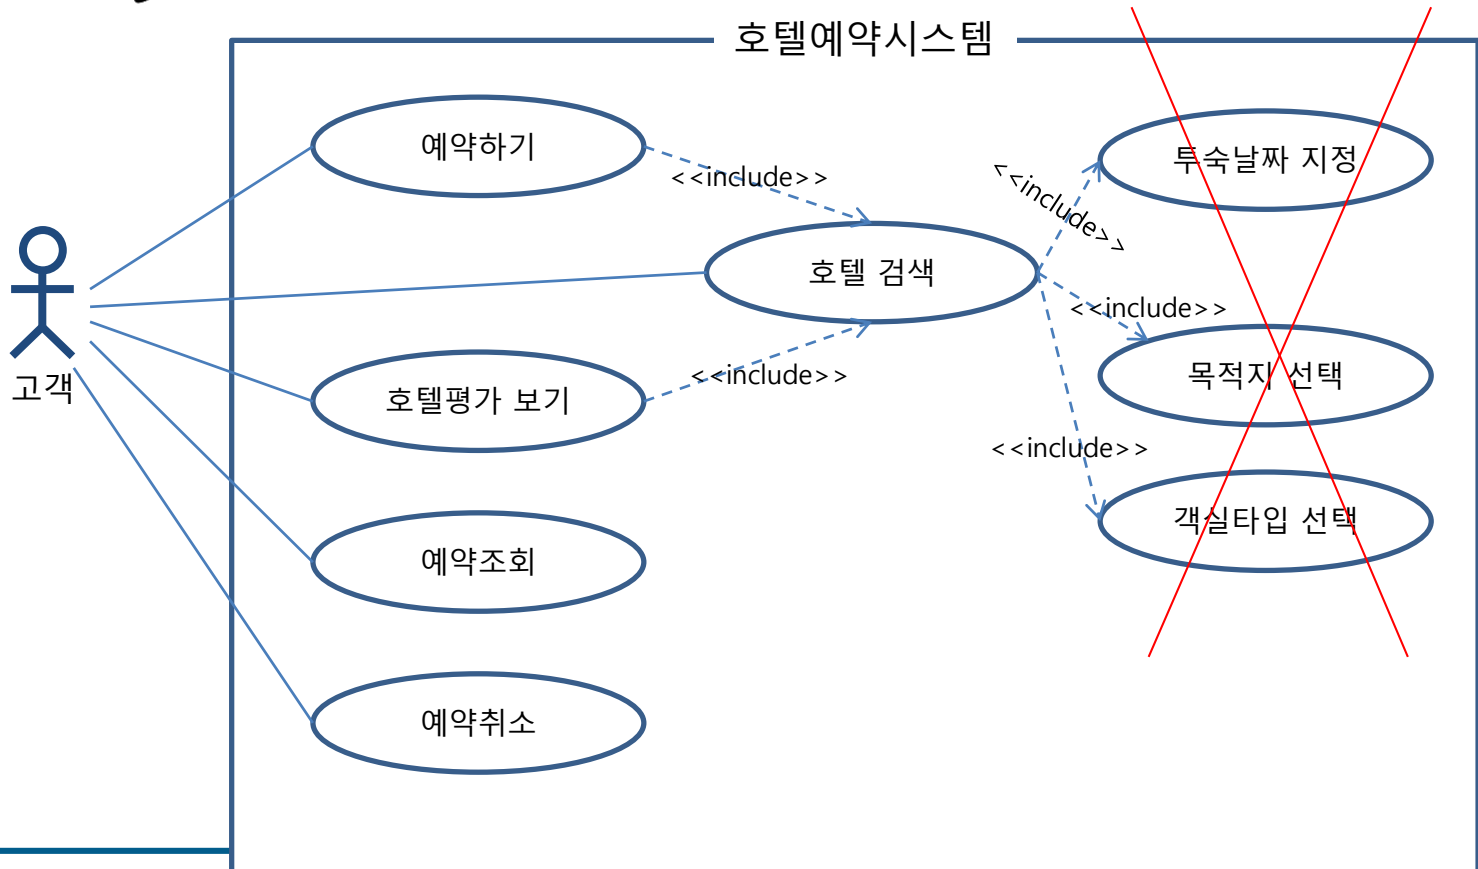 호텔예약시스템
예약하기
<<include>>
<<include>>
투숙날짜 지정
호텔 검색
<<include>>
고객
호텔평가 보기
<<include>>
목적지 선택
<<include>>
객실타입 선택
예약조회
예약취소